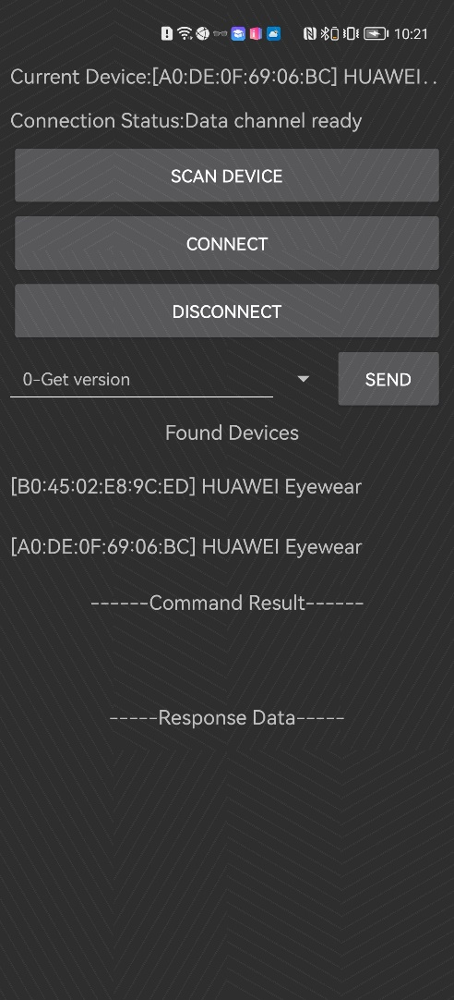 10:21
Current Device:[A0:DE:0F:69:06:BC] HUAWEI..
Connection Status:Data channel ready
SCAN DEVICE
CONNECT
DISCONNECT
0-Get version
SEND
Found Devices
[B0:45:02:E8:9C:ED] HUAWEI Eyewear
[A0:DE:0F:69:06:BC] HUAWEI Eyewear
------Command Result------
-----Response Data-----